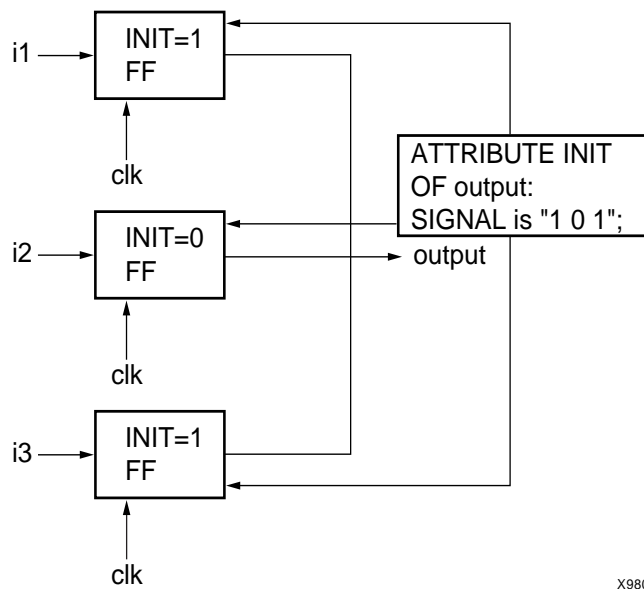 i1
INIT=1
FF
clk
ATTRIBUTE INIT
OF output:
SIGNAL is "1 0 1";
i2
INIT=0
FF
output
clk
i3
INIT=1
FF
clk
X980